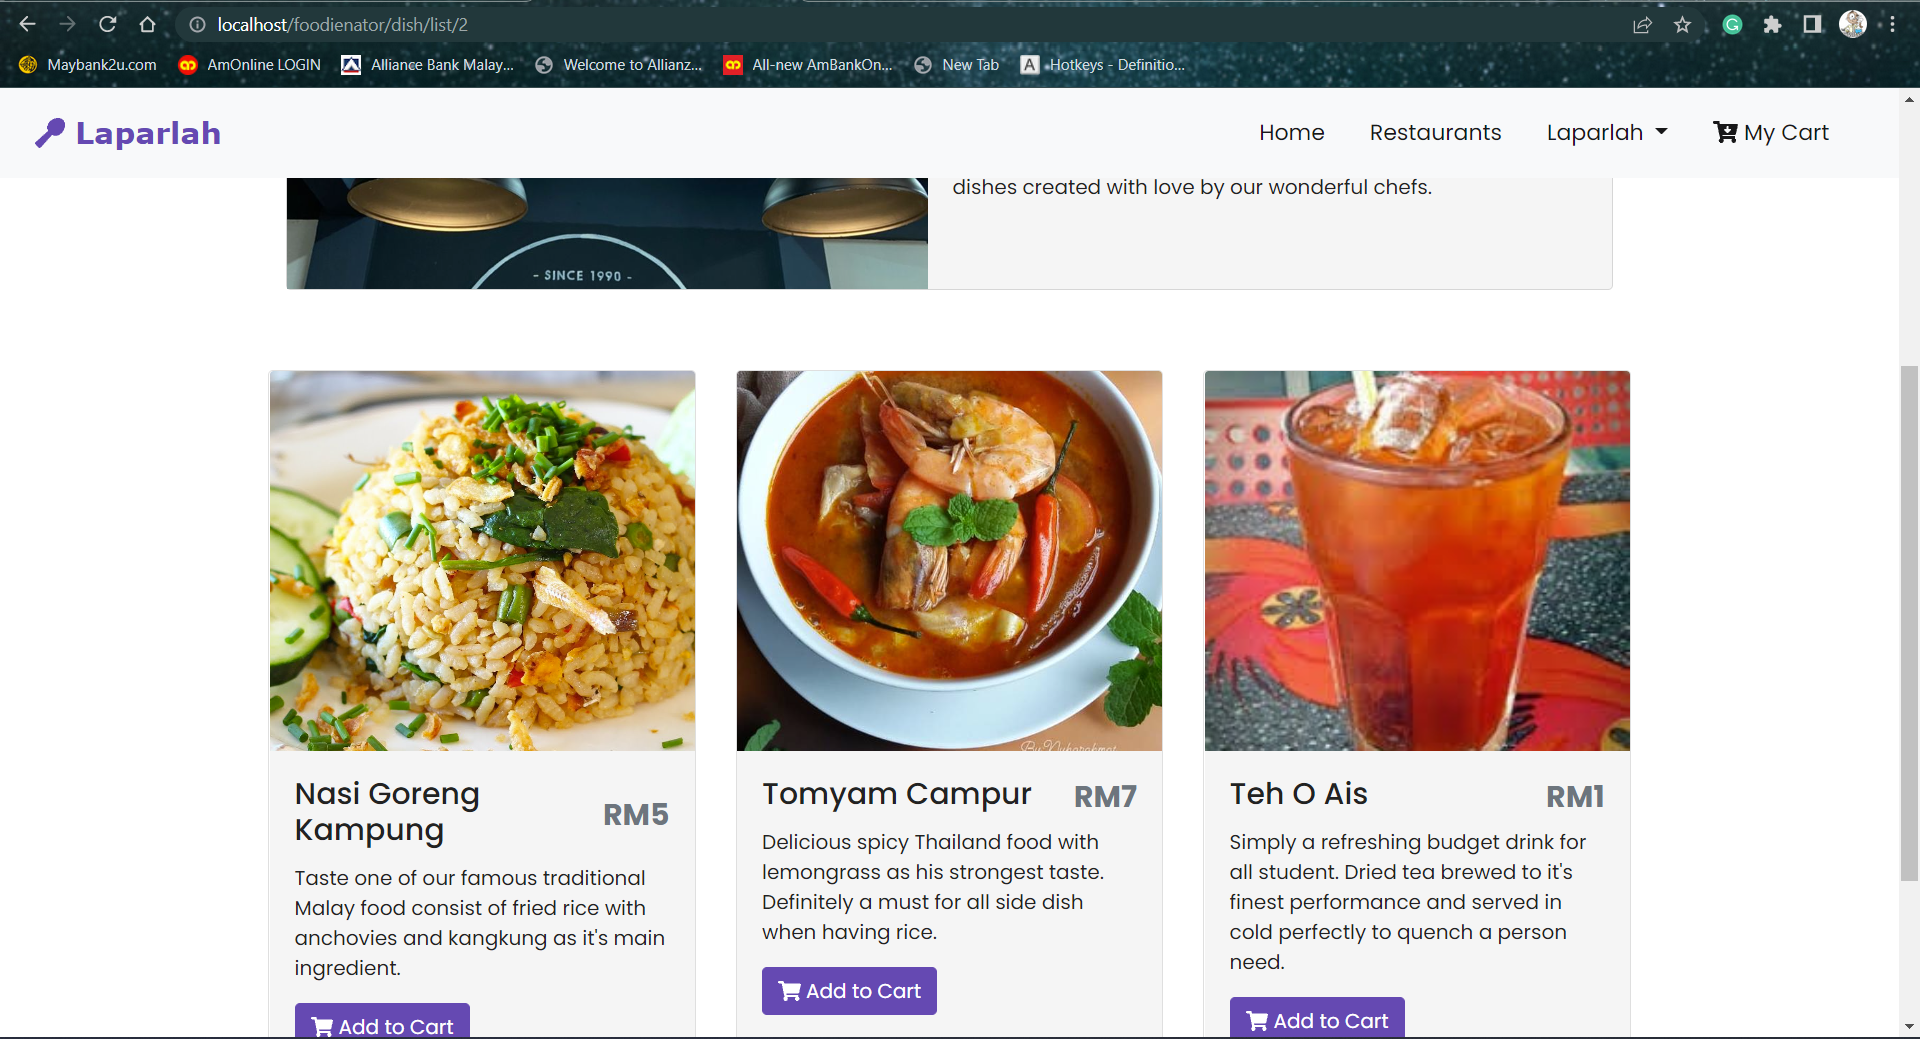 localhost/foodienator/dish/list/2
Maybank2u.com
AmOnline LOGIN
Alliance Bank Malay...
Welcome to Allianz...
All-new AmBankOn...
New Tab
A
Hotkeys - Definitio...
Laparlah
Home
Restaurants
Laparlah
My Cart
dishes created with love by our wonderful chefs.
- SINCE 1990 -
Nasi Goreng
Kampung
RM5
Taste one of our famous traditional
Malay food consist of fried rice with
anchovies and kangkung as it's main
ingredient.
Add to Cart
Tomyam Campur
RM7
Delicious spicy Thailand food with
lemongrass as his strongest taste.
Definitely a must for all side dish
when having rice.
Add to Cart
Teh O Ais
RM1
Simply a refreshing budget drink for
all student. Dried tea brewed to it's
finest performance and served in
cold perfectly to quench a person
need.
Add to Cart